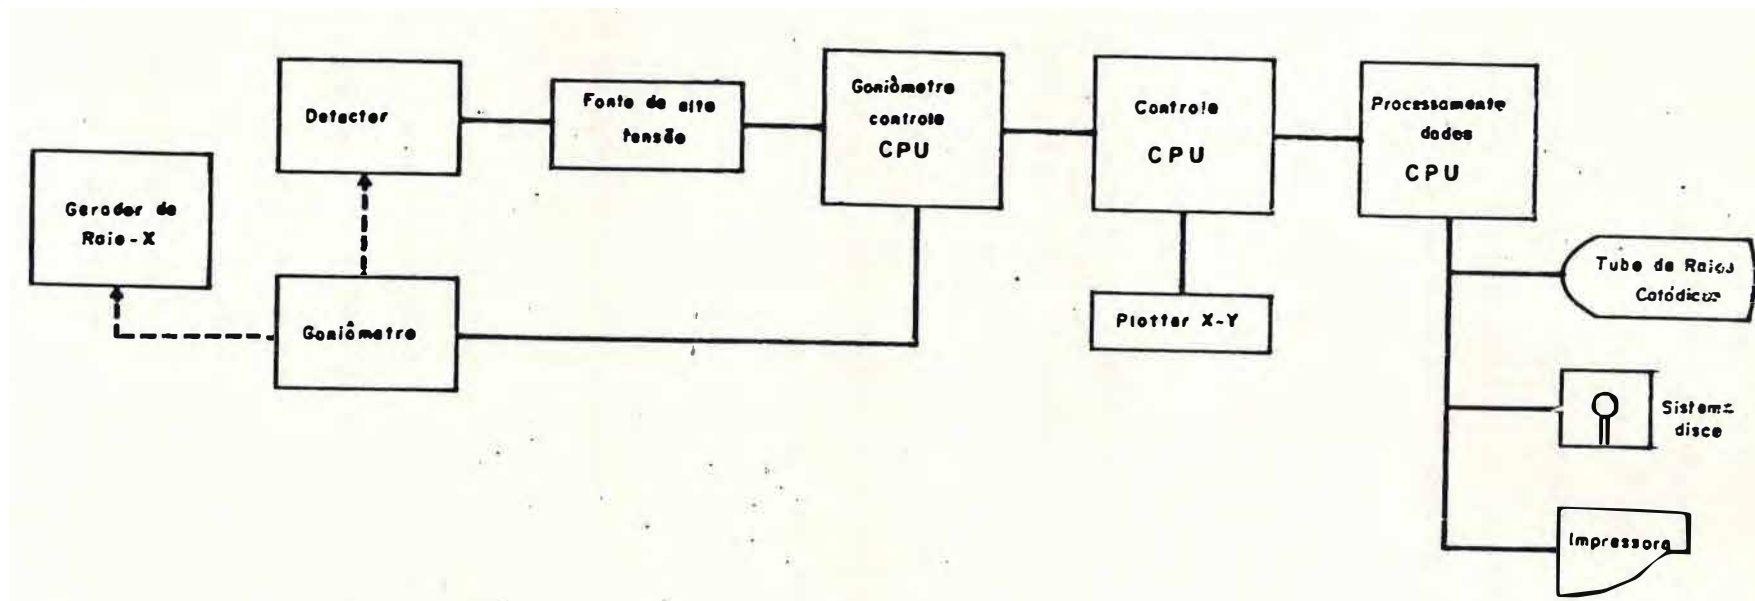 Gerador de
Raio-X
Detector
Goniômetro
Fonte de alta
tensão
Goniômetro
controle
CPU
Controle
CPU
Plotter X-Y
Processamento
dados
CPU
Tubo de Raios
Catódicos
Sistema
disco
Impressora